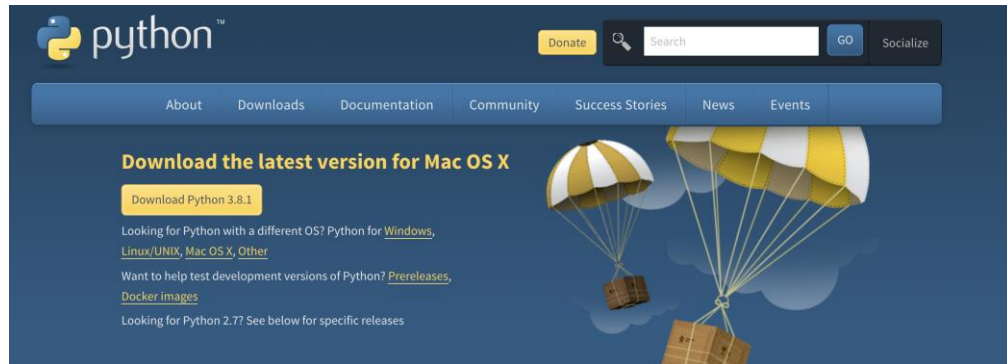 python™
Donate
Search
GO
Socialize
About Downloads Documentation Community Success Stories News Events
Download the latest version for Mac OS X
Download Python 3.8.1
Looking for Python with a different OS? Python for Windows,
Linux/UNIX, Mac OS X, Other
Want to help test development versions of Python? Prereleases,
Docker images
Looking for Python 2.7? See below for specific releases